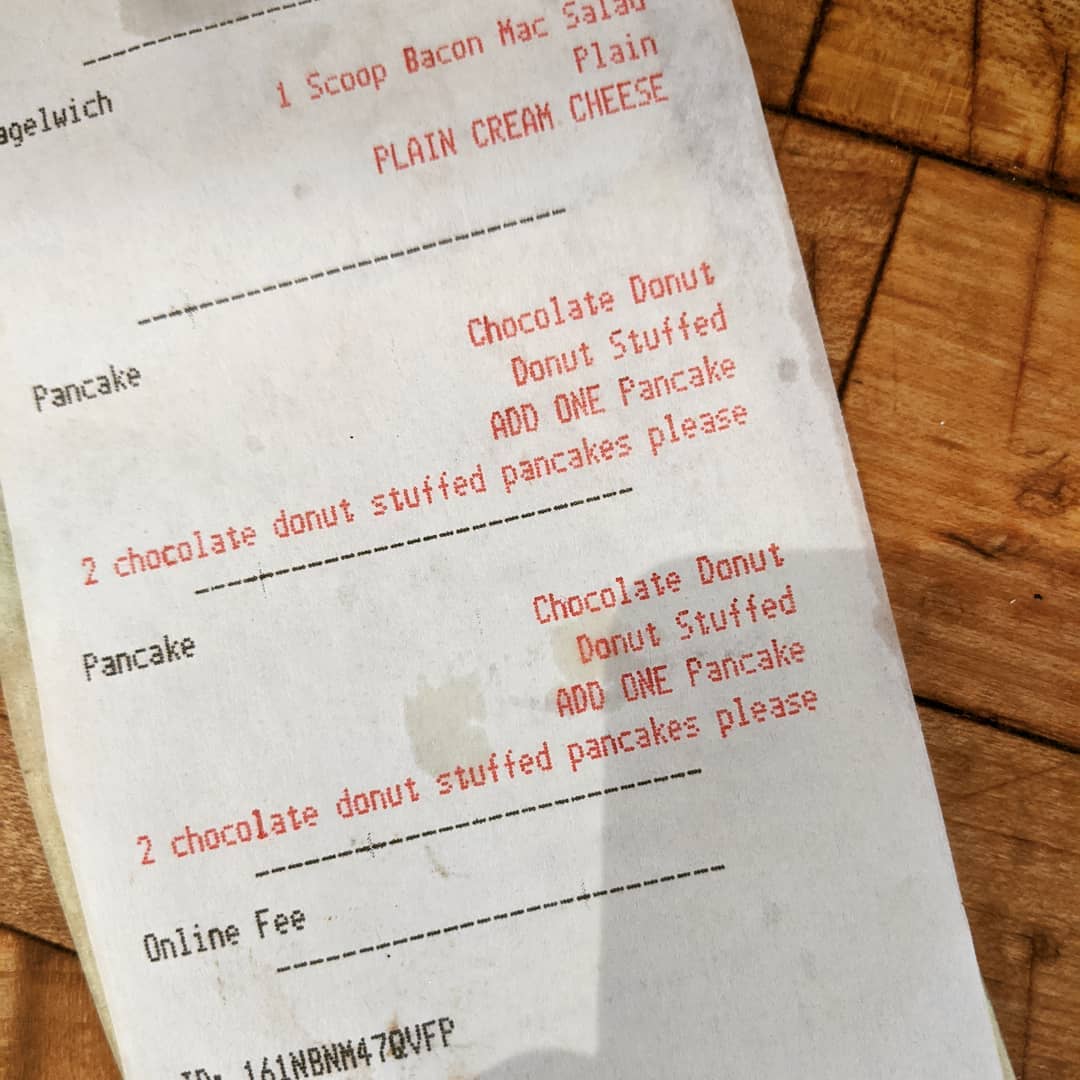 1 Scoop Bacon Mac Salad
agelwich
Plain
PLAIN CREAM CHEESE
Pancake
Chocolate Donut
Donut Stuffed
ADD ONE Pancake
2 chocolate donut stuffed pancakes please
Pancake
Chocolate Donut
Donut Stuffed
ADD ONE Pancake
2 chocolate donut stuffed pancakes please
Online Fee
ID: 161NBNM47QVFP